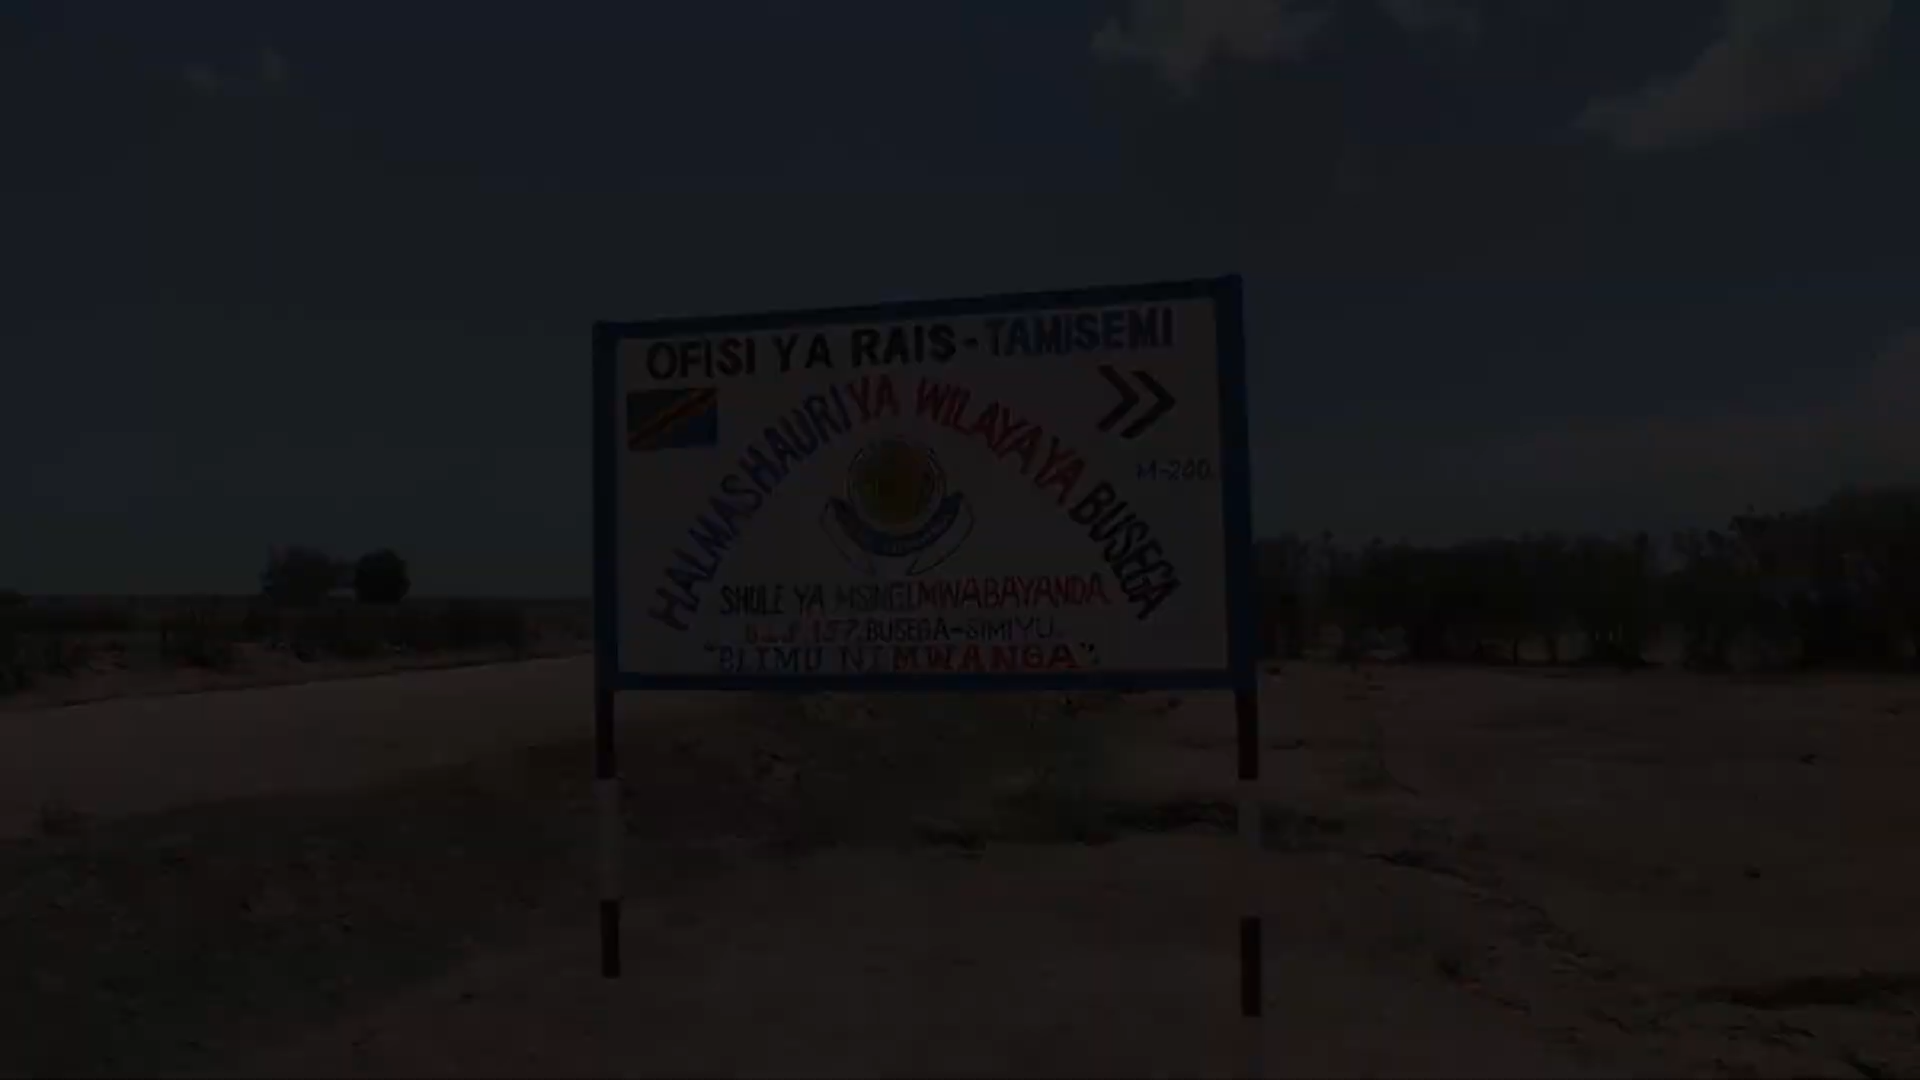 OFISI YA RAIS-TAMISEMI
HALMASHAURI YA WILAYA YA BUSEGA
M-200
SHULE YA MSINGI MWABAYANDA
157, BUSEGA-SIMIYU
"ELIMU NI MWANGA"